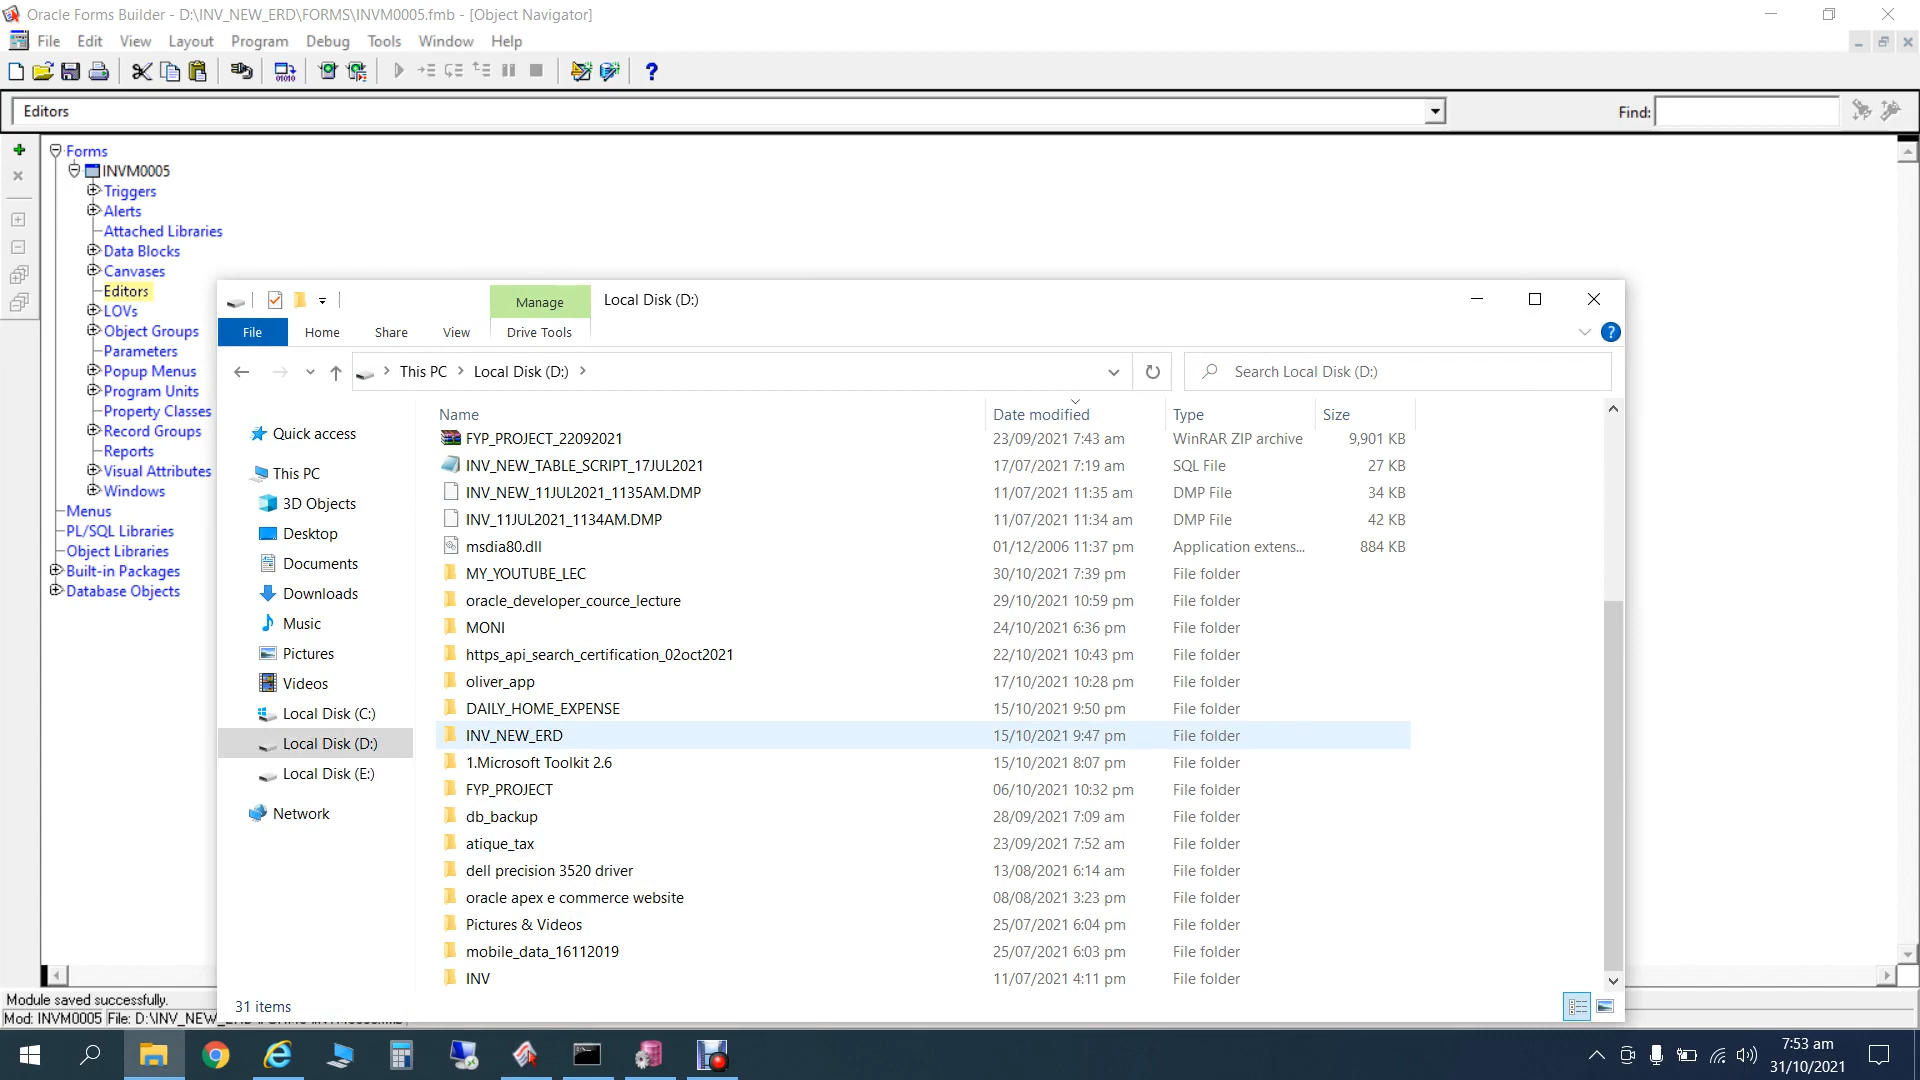 Oracle Forms Builder - D:\INV_NEW_ERD\FORMS\INVM0005.fmb - [Object Navigator]
File Edit View Layout Program Debug Tools Window Help
Editors
Find:
Forms
INVM0005
Triggers
Alerts
Attached Libraries
Data Blocks
Canvases
Editors
LOVs
Object Groups
Parameters
Popup Menus
Program Units
Property Classes
Record Groups
Reports
Visual Attributes
Windows
Menus
PL/SQL Libraries
Object Libraries
Built-in Packages
Database Objects
Manage
Local Disk (D:)
File Home Share View Drive Tools
This PC Local Disk (D:)
Search Local Disk (D:)
Quick access
This PC
3D Objects
Desktop
Documents
Downloads
Music
Pictures
Videos
Local Disk (C:)
Local Disk (D:)
Local Disk (E:)
Network
Name Date modified Type Size
FYP_PROJECT_22092021 23/09/2021 7:43 am WinRAR ZIP archive 9,901 KB
INV_NEW_TABLE_SCRIPT_17JUL2021 17/07/2021 7:19 am SQL File 27 KB
INV_NEW_11JUL2021_1135AM.DMP 11/07/2021 11:35 am DMP File 34 KB
INV_11JUL2021_1134AM.DMP 11/07/2021 11:34 am DMP File 42 KB
msdia80.dll 01/12/2006 11:37 pm Application extens... 884 KB
MY_YOUTUBE_LEC 30/10/2021 7:39 pm File folder
oracle_developer_cource_lecture 29/10/2021 10:59 pm File folder
MONI 24/10/2021 6:36 pm File folder
https_api_search_certification_02oct2021 22/10/2021 10:43 pm File folder
oliver_app 17/10/2021 10:28 pm File folder
DAILY_HOME_EXPENSE 15/10/2021 9:50 pm File folder
INV_NEW_ERD 15/10/2021 9:47 pm File folder
1.Microsoft Toolkit 2.6 15/10/2021 8:07 pm File folder
FYP_PROJECT 06/10/2021 10:32 pm File folder
db_backup 28/09/2021 7:09 am File folder
atique_tax 23/09/2021 7:52 am File folder
dell precision 3520 driver 13/08/2021 6:14 am File folder
oracle apex e commerce website 08/08/2021 3:23 pm File folder
Pictures & Videos 25/07/2021 6:04 pm File folder
mobile_data_16112019 25/07/2021 6:03 pm File folder
INV 11/07/2021 4:11 pm File folder
31 items
Module saved successfully.
Mod: INVM0005 File: D:\INV_NEW_
7:53 am
31/10/2021